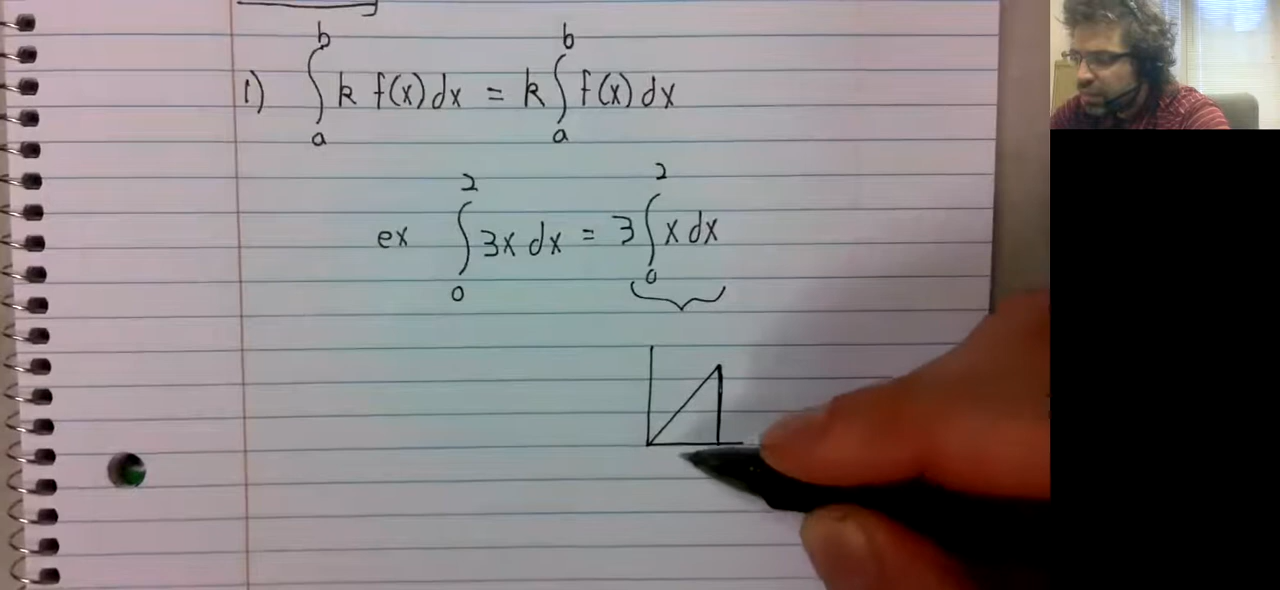 1) ∫_a^b k f(x) dx = k ∫_a^b f(x) dx
ex ∫_0^2 3x dx = 3 ∫_0^2 x dx